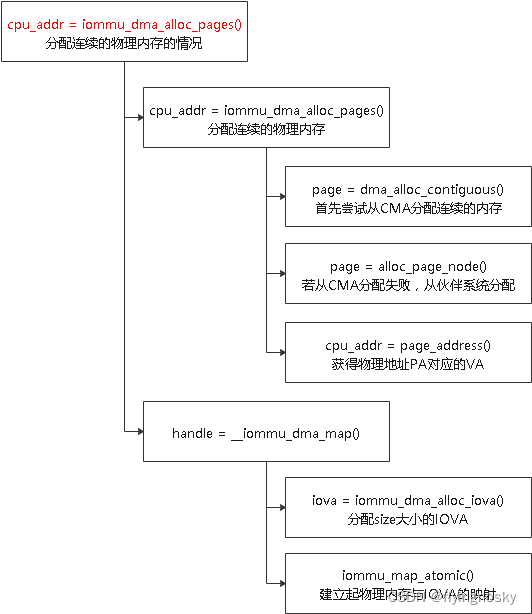 cpu_addr = iommu_dma_alloc_pages()
分配连续的物理内存的情况
cpu_addr = iommu_dma_alloc_pages()
分配连续的物理内存
page = dma_alloc_contiguous()
首先尝试从CMA分配连续的内存
page = alloc_page_node()
若从CMA分配失败，从伙伴系统分配
cpu_addr = page_address()
获得物理地址PA对应的VA
handle = __iommu_dma_map()
iova = iommu_dma_alloc_iova()
分配size大小的IOVA
iommu_map_atomic()
建立起物理内存与IOVA的映射